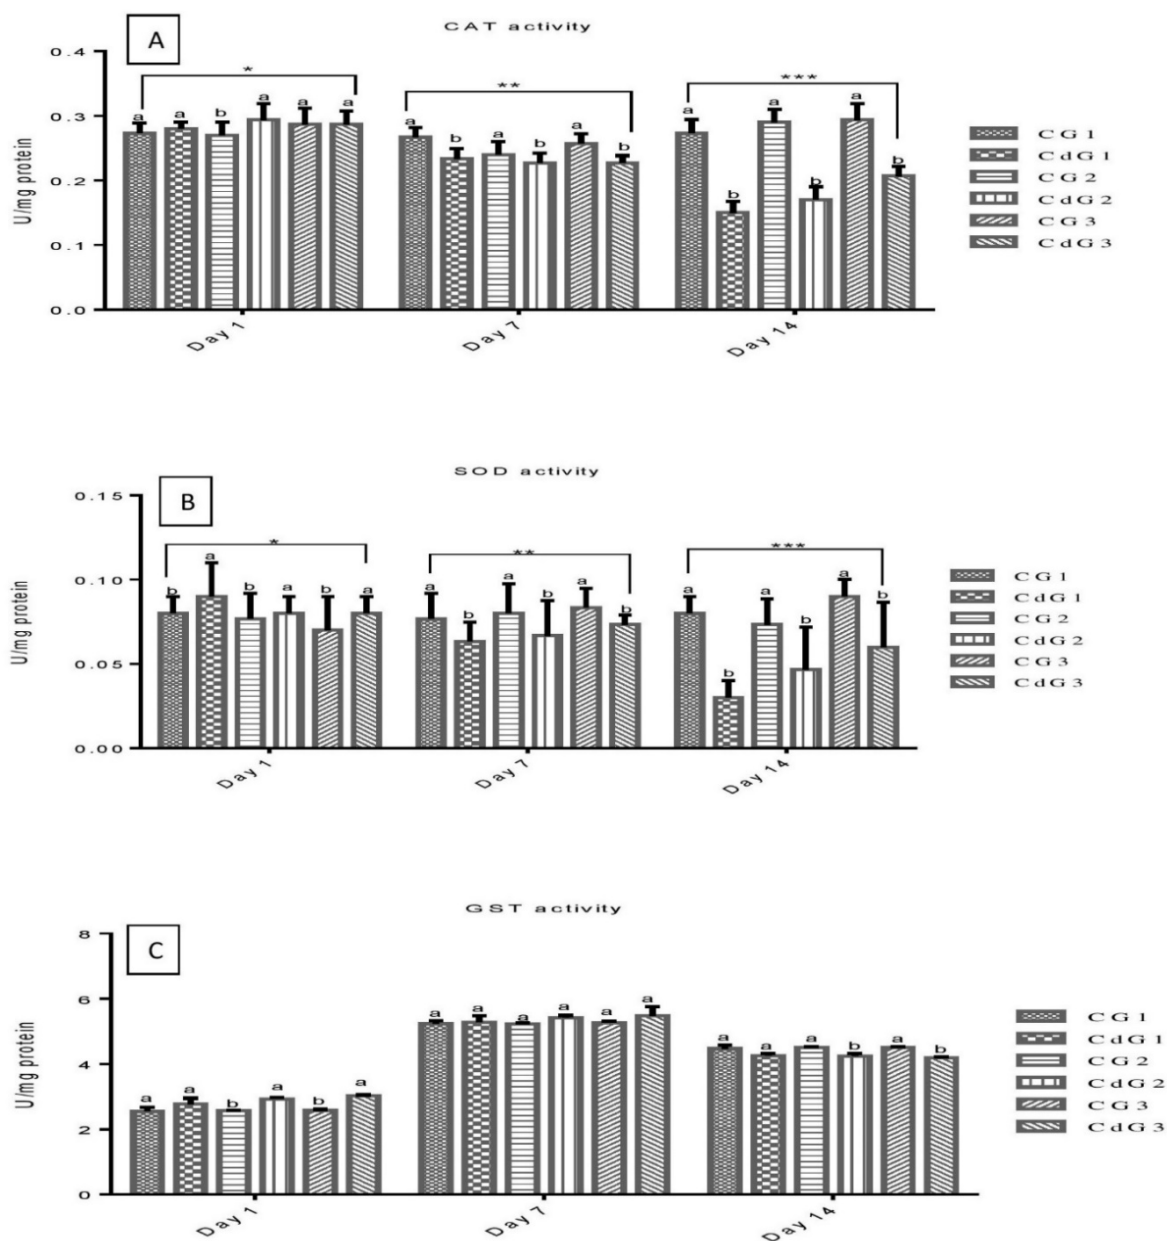 A
CAT activity
U/mg protein
0.4
0.3
0.2
0.1
0.0
*
**
***
a a b a a a
a b a b a b
a b a b a b
Day 1
Day 7
Day 14
CG1
CdG1
CG2
CdG2
CG3
CdG3
B
SOD activity
U/mg protein
0.15
0.10
0.05
0.00
*
**
***
b a b a b a
a b a b a b
a b a b a b
Day 1
Day 7
Day 14
CG1
CdG1
CG2
CdG2
CG3
CdG3
C
GST activity
U/mg protein
8
6
4
2
0
a a b a b a
a a a a a a
a a a b a b
Day 1
Day 7
Day 14
CG1
CdG1
CG2
CdG2
CG3
CdG3